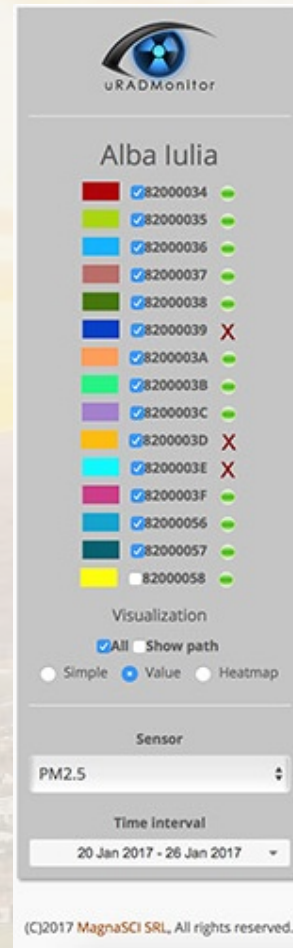 uRADMonitor
Alba Iulia
82000034
82000035
82000036
82000037
82000038
82000039 X
8200003A
8200003B
8200003C
8200003D X
8200003E X
8200003F
82000056
82000057
82000058
Visualization
All Show path
Simple Value Heatmap
Sensor
PM2.5
Time Interval
20 Jan 2017 - 26 Jan 2017
(C)2017 MagnaSCI SRL, All rights reserved.